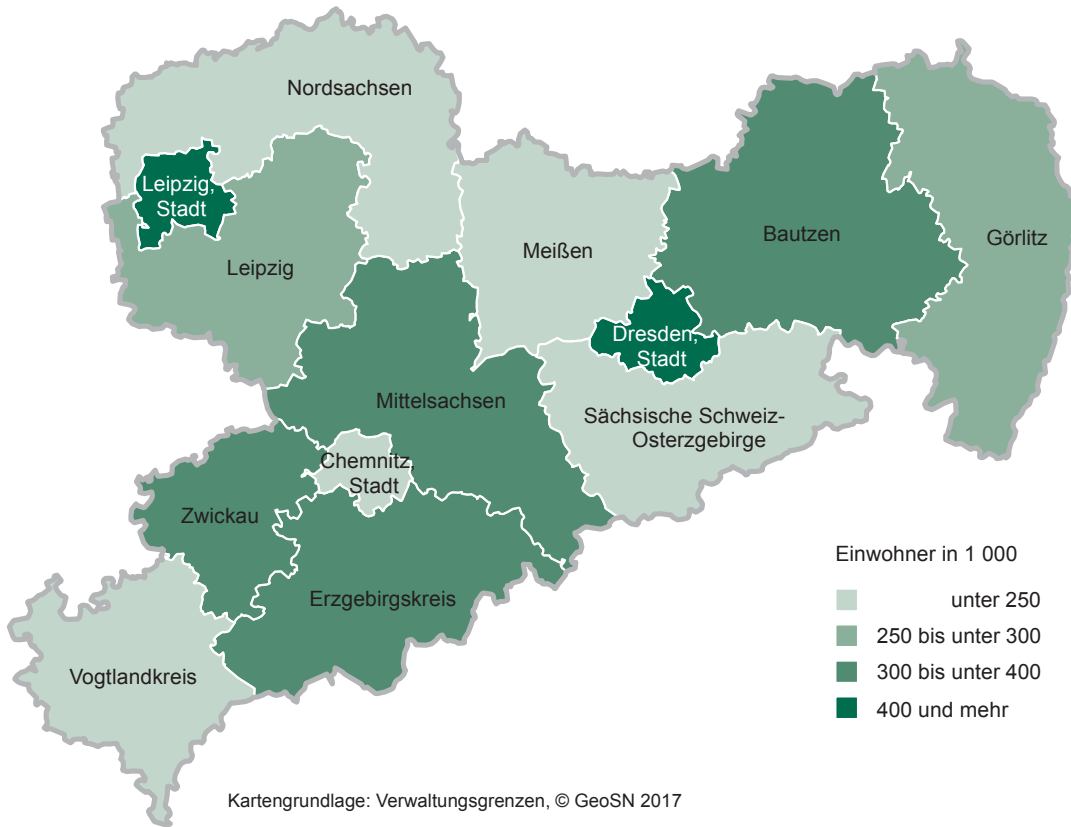 Nordsachsen
Leipzig,
Stadt
Leipzig
Meißen
Bautzen
Görlitz
Dresden,
Stadt
Mittelsachsen
Sächsische Schweiz-
Osterzgebirge
Chemnitz,
Stadt
Zwickau
Erzgebirgskreis
Vogtlandkreis
Einwohner in 1 000
unter 250
250 bis unter 300
300 bis unter 400
400 und mehr
Kartengrundlage: Verwaltungsgrenzen, © GeoSN 2017